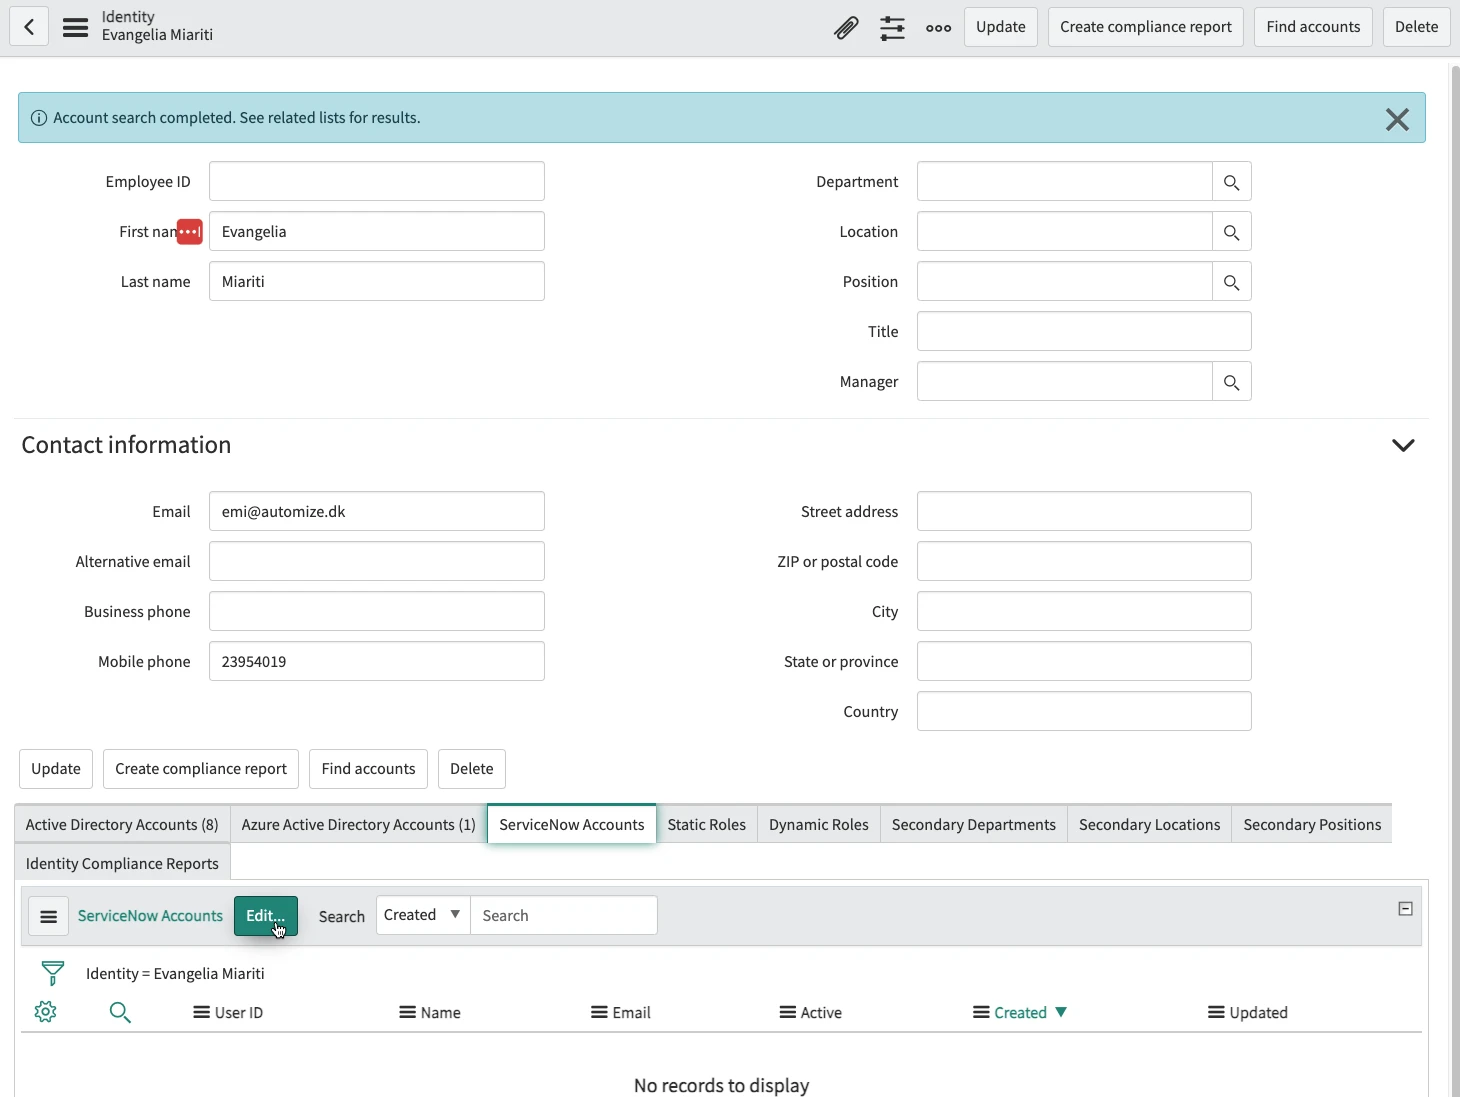 Identity
Evangelia Miariti
Update
Create compliance report
Find accounts
Delete
Account search completed. See related lists for results.
Employee ID
First nam
Evangelia
Last name
Miariti
Department
Location
Position
Title
Manager
Contact information
Email
emi@automize.dk
Alternative email
Business phone
Mobile phone
23954019
Street address
ZIP or postal code
City
State or province
Country
Update
Create compliance report
Find accounts
Delete
Active Directory Accounts (8)
Azure Active Directory Accounts (1)
ServiceNow Accounts
Static Roles
Dynamic Roles
Secondary Departments
Secondary Locations
Secondary Positions
Identity Compliance Reports
ServiceNow Accounts
Edit...
Search
Created
Search
Identity = Evangelia Miariti
User ID
Name
Email
Active
Created
Updated
No records to display